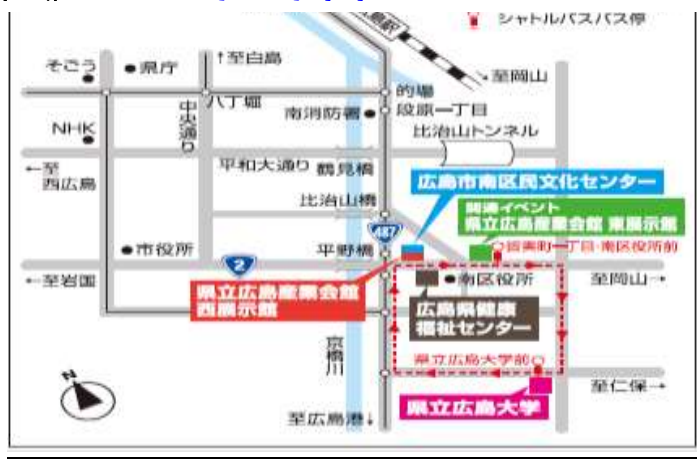 シャトルバスバス停
そごう
県庁
↑至白島
→至岡山
的場
段原一丁目
八丁堀
中央通り
南消防署
比治山トンネル
NHK
平和大通り
鶴見橋
←至
西広島
広島市南区民文化センター
関連イベント
県立広島産業会館 東展示館
比治山橋
487
皆実町一丁目・南区役所前
市役所
2
平野橋
←至岩国
県立広島産業会館
西展示館
南区役所
至岡山→
広島県健康
福祉センター
京橋川
県立広島大学前
N
県立広島大学
至仁保→
至広島港↓